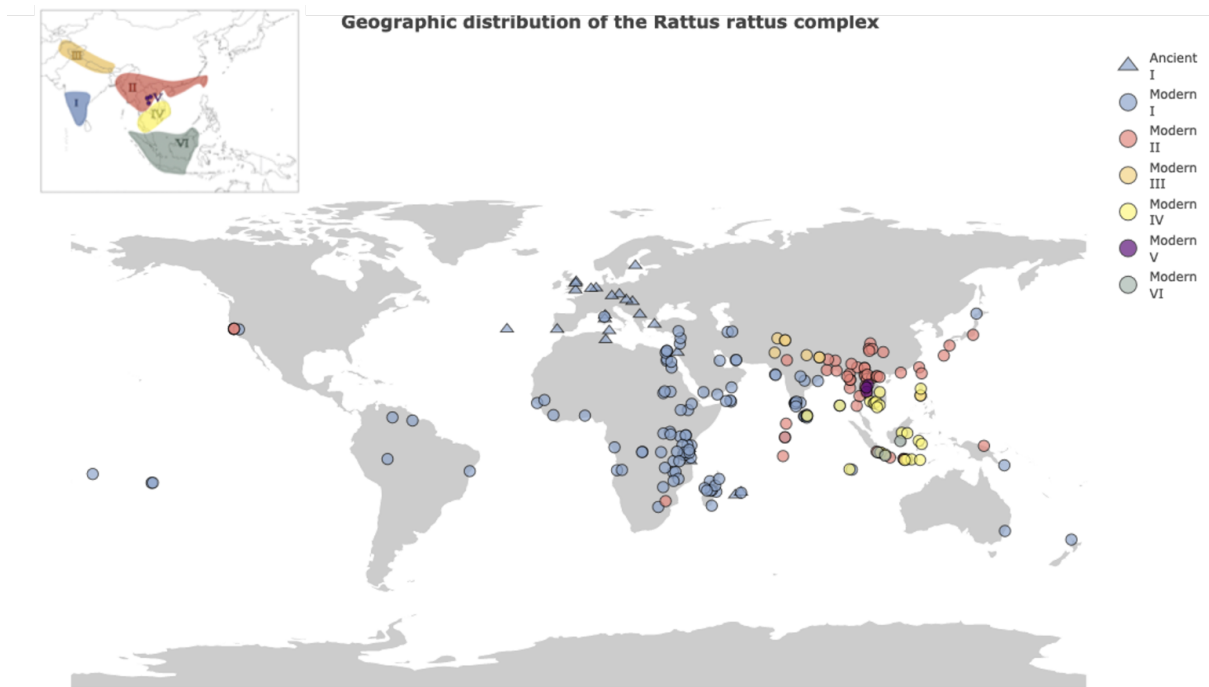 Geographic distribution of the Rattus rattus complex
III
II
I
V
IV
VI
Ancient
I
Modern
I
Modern
II
Modern
III
Modern
IV
Modern
V
Modern
VI